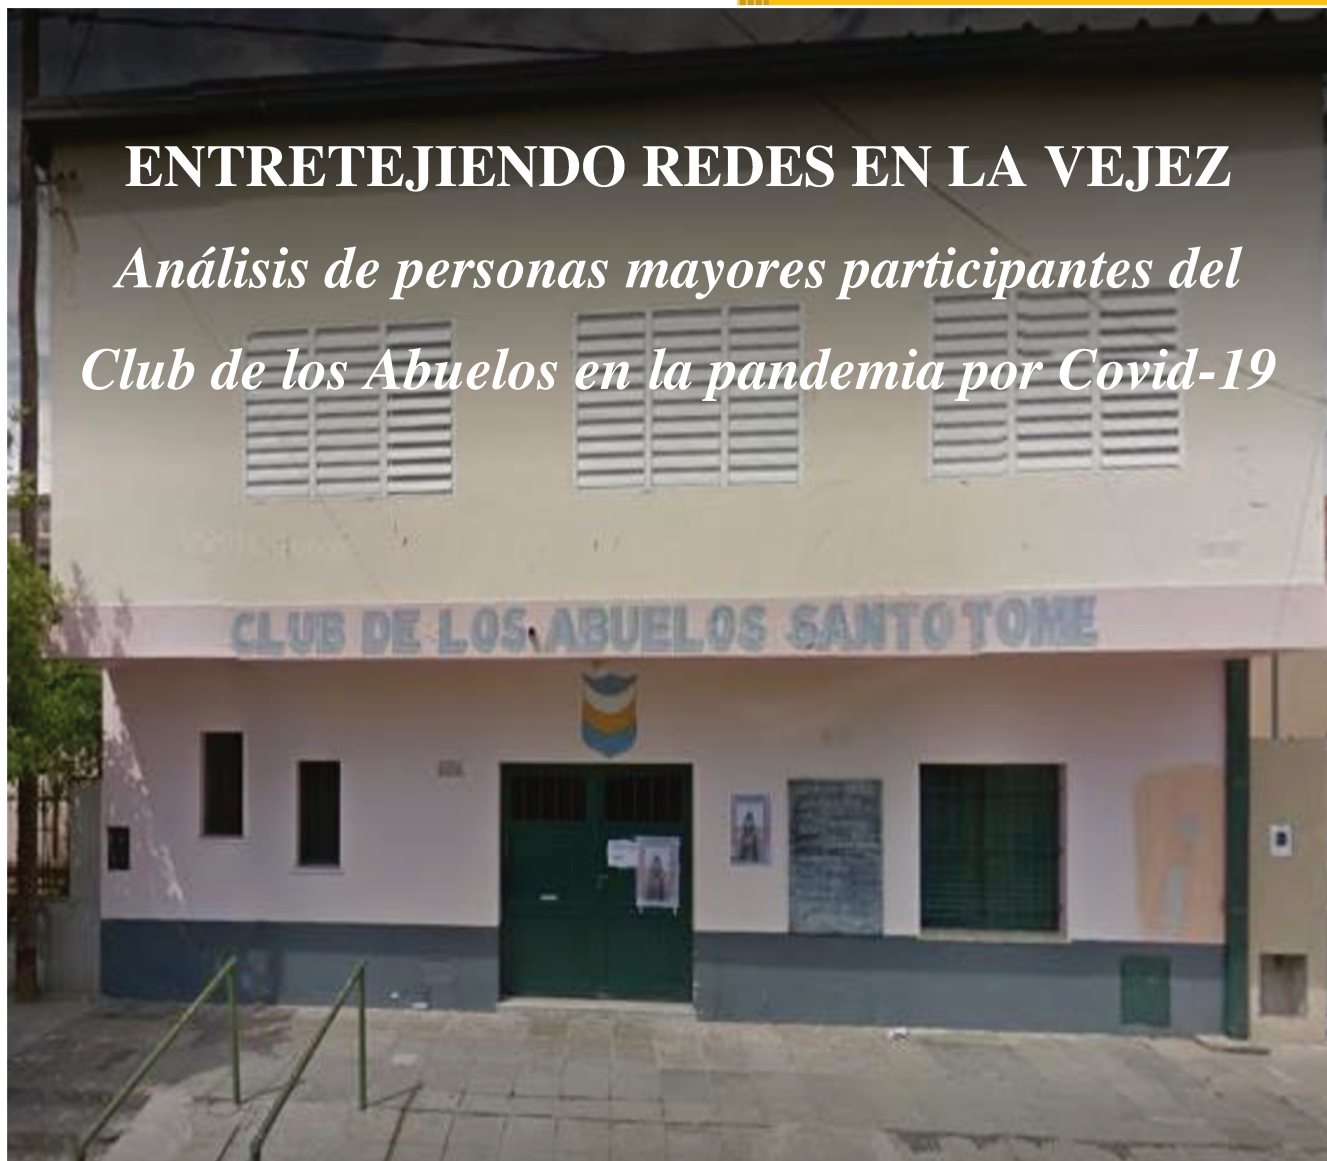 ENTRETEJIENDO REDES EN LA VEJEZ
Análisis de personas mayores participantes del
Club de los Abuelos en la pandemia por Covid-19
CLUB DE LOS ABUELOS SANTO TOME